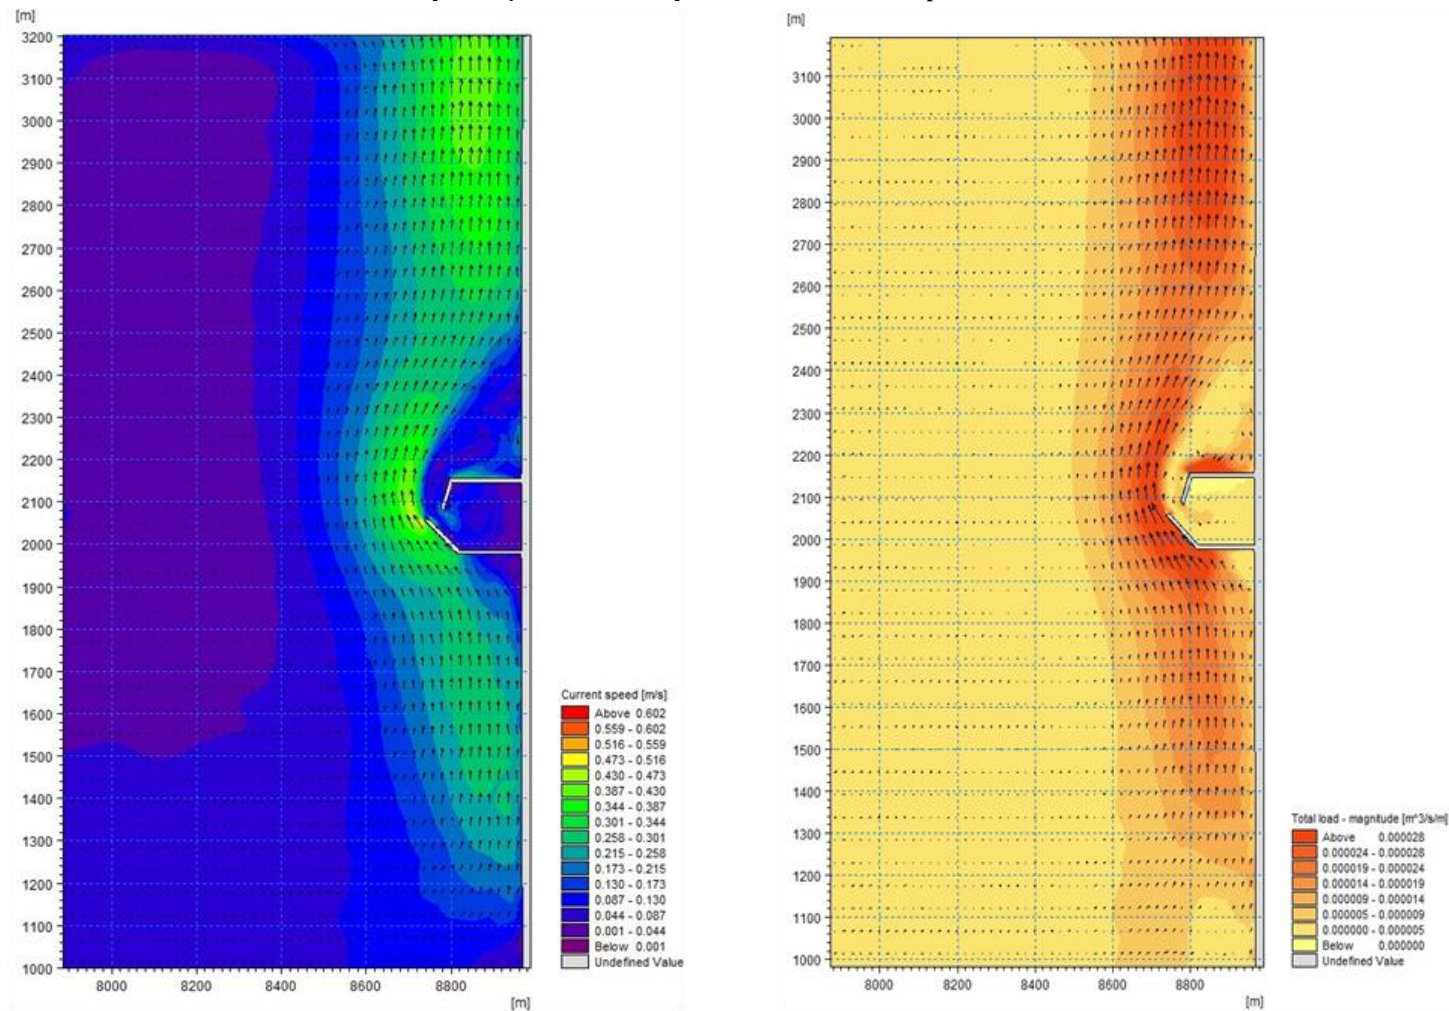 [m]
3200
3100
3000
2900
2800
2700
2600
2500
2400
2300
2200
2100
2000
1900
1800
1700
1600
1500
1400
1300
1200
1100
1000
8000 8200 8400 8600 8800
[m]
Current speed [m/s]
Above 0.602
0.559 - 0.602
0.516 - 0.559
0.473 - 0.516
0.430 - 0.473
0.387 - 0.430
0.344 - 0.387
0.301 - 0.344
0.258 - 0.301
0.215 - 0.258
0.173 - 0.215
0.130 - 0.173
0.087 - 0.130
0.044 - 0.087
0.001 - 0.044
Below 0.001
Undefined Value
[m]
3100
3000
2900
2800
2700
2600
2500
2400
2300
2200
2100
2000
1900
1800
1700
1600
1500
1400
1300
1200
1100
1000
8000 8200 8400 8600 8800
[m]
Total load - magnitude [m^3/s/m]
Above 0.000028
0.000024 - 0.000028
0.000019 - 0.000024
0.000014 - 0.000019
0.000009 - 0.000014
0.000005 - 0.000009
0.000000 - 0.000005
Below 0.000000
Undefined Value